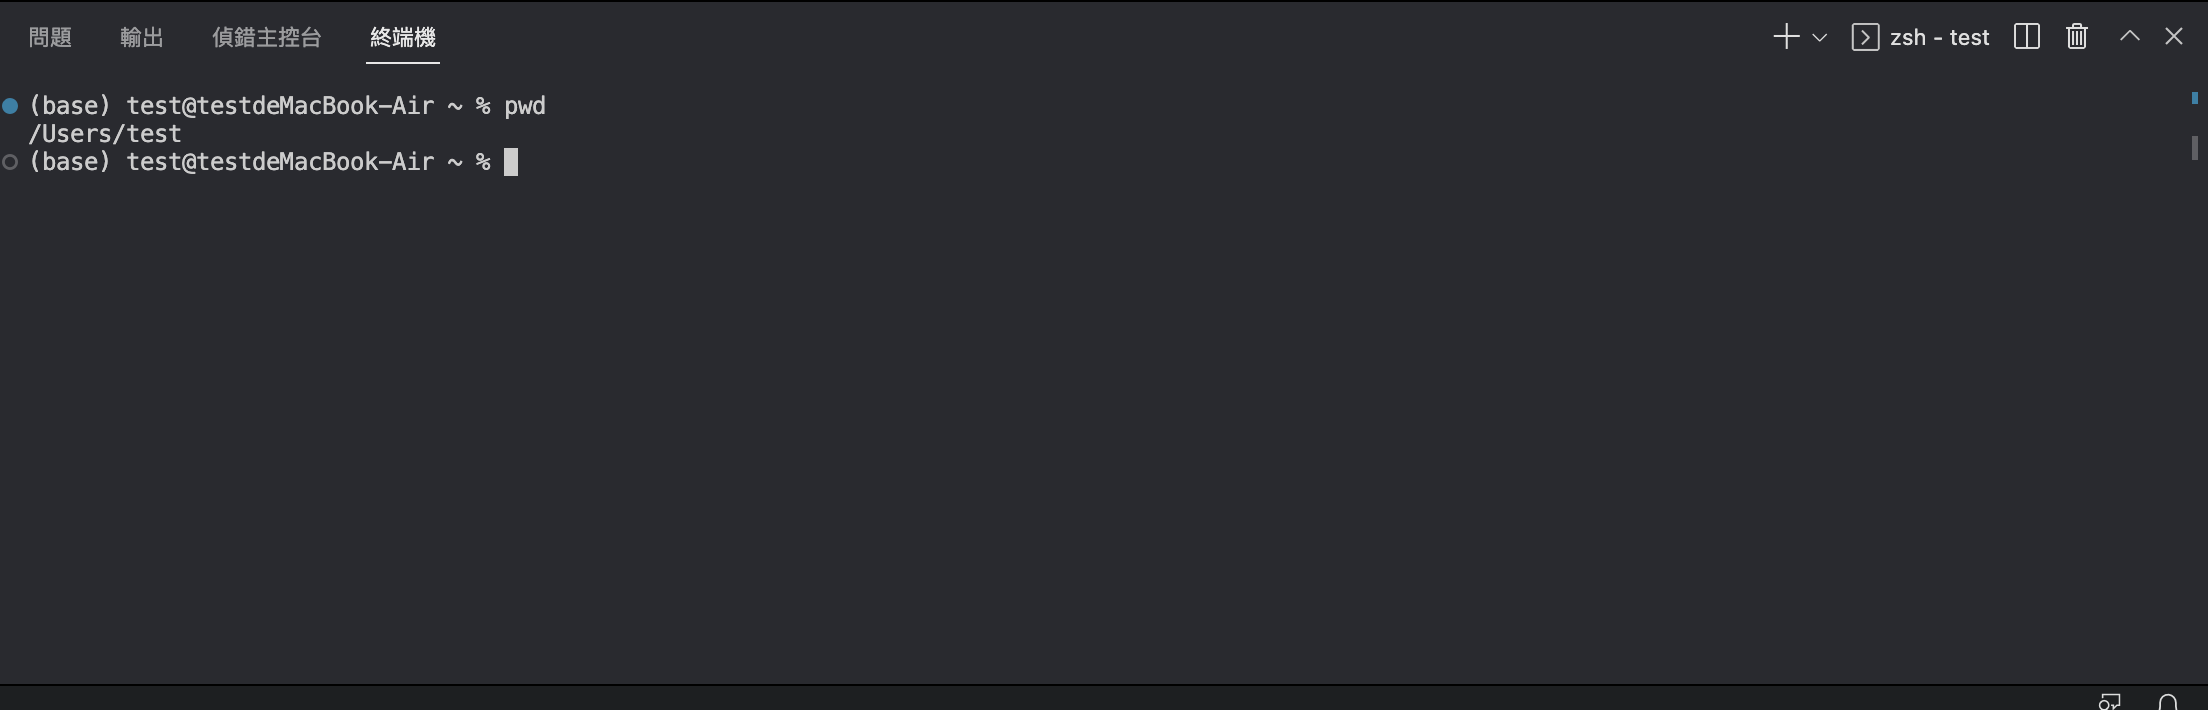 問題 輸出 偵錯主控台 終端機 zsh - test
(base) test@testdeMacBook-Air ~ % pwd
/Users/test
(base) test@testdeMacBook-Air ~ %